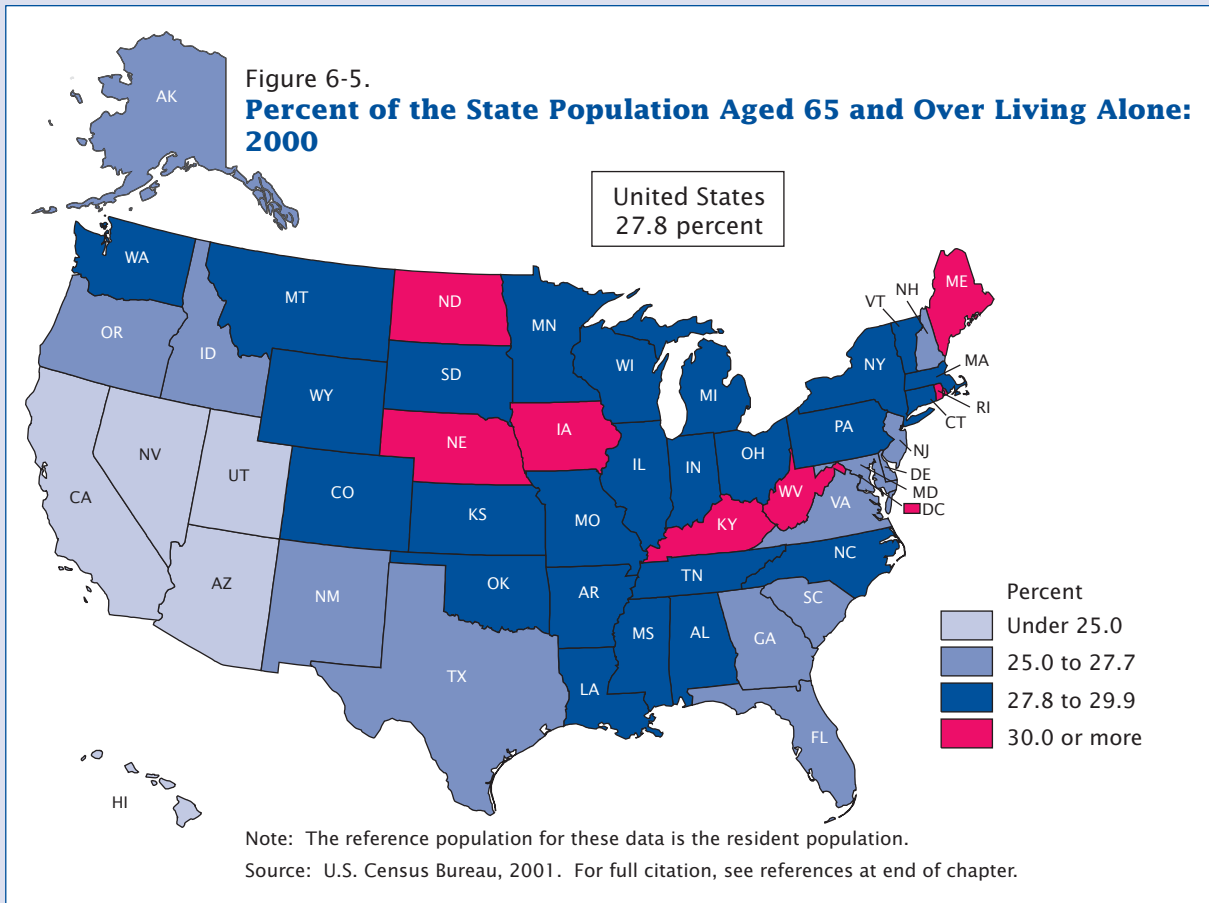 Figure 6-5.
Percent of the State Population Aged 65 and Over Living Alone:
2000
United States
27.8 percent
AK
WA
MT
ND
MN
OR
ID
WY
SD
WI
MI
NY
VT
NH
ME
MA
RI
CT
NV
UT
CA
CO
NE
IA
IL
IN
OH
PA
NJ
DE
MD
DC
KS
MO
KY
WV
VA
AZ
NM
OK
AR
TN
NC
SC
TX
LA
MS
AL
GA
FL
HI
Percent
Under 25.0
25.0 to 27.7
27.8 to 29.9
30.0 or more
Note: The reference population for these data is the resident population.
Source: U.S. Census Bureau, 2001. For full citation, see references at end of chapter.